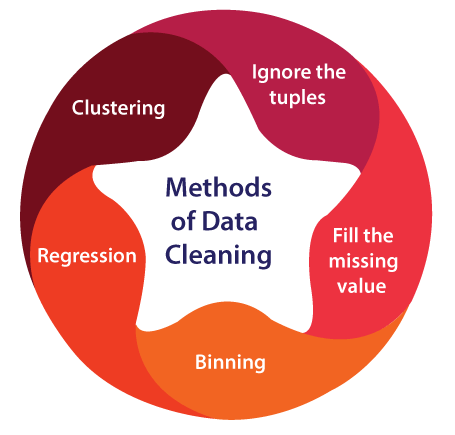 Methods
of Data
Cleaning
Ignore the
tuples
Fill the
missing
value
Binning
Regression
Clustering